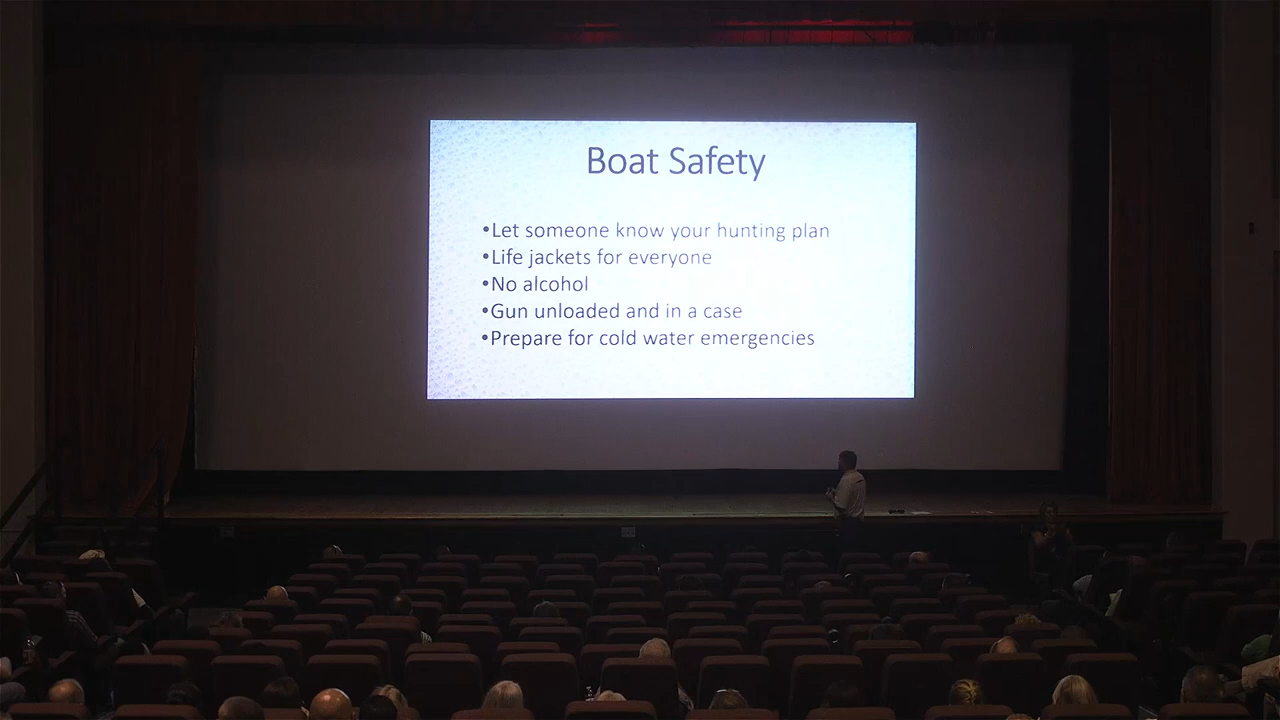 Boat Safety
•Let someone know your hunting plan
•Life jackets for everyone
•No alcohol
•Gun unloaded and in a case
•Prepare for cold water emergencies